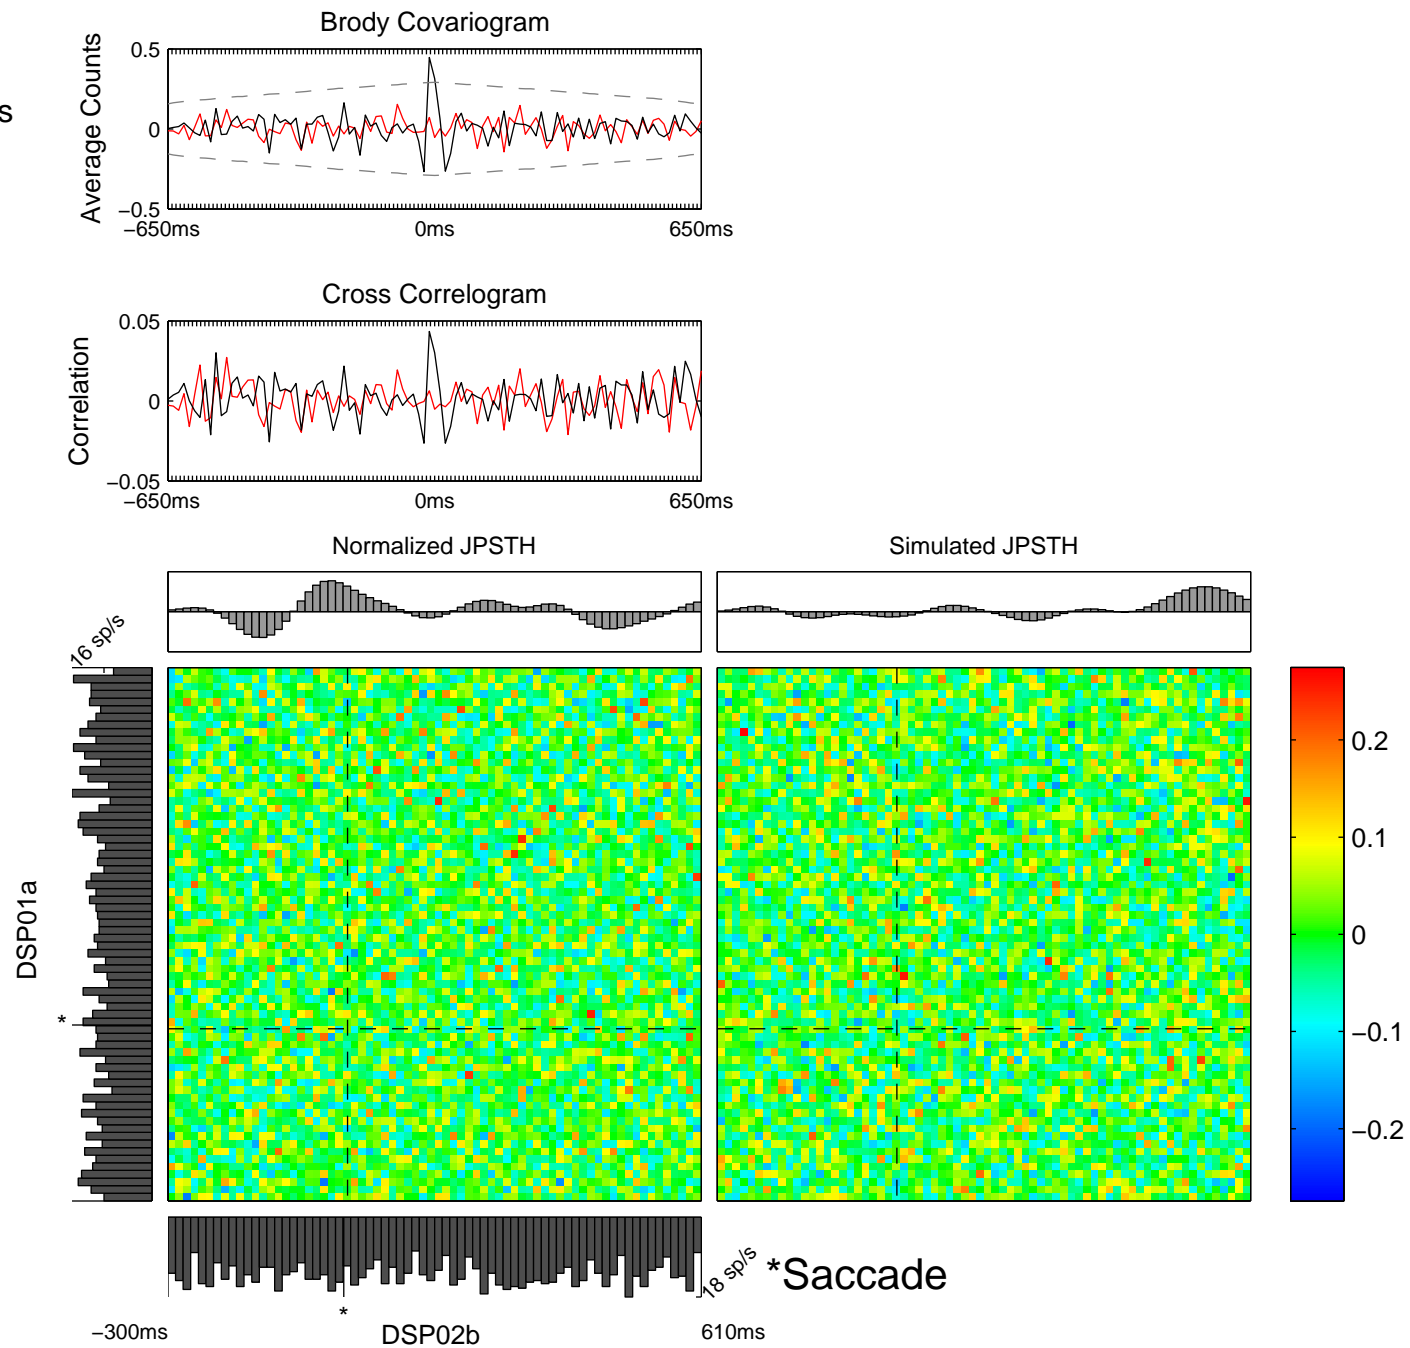 Brody Covariogram
s
Average Counts
0.5
0
−0.5
−650ms
0ms
650ms
Cross Correlogram
Correlation
0.05
0
−0.05
−650ms
0ms
650ms
Normalized JPSTH
Simulated JPSTH
16 sp/s
DSP01a
*
0.2
0.1
0
−0.1
−0.2
18 sp/s
*Saccade
*
−300ms
DSP02b
610ms